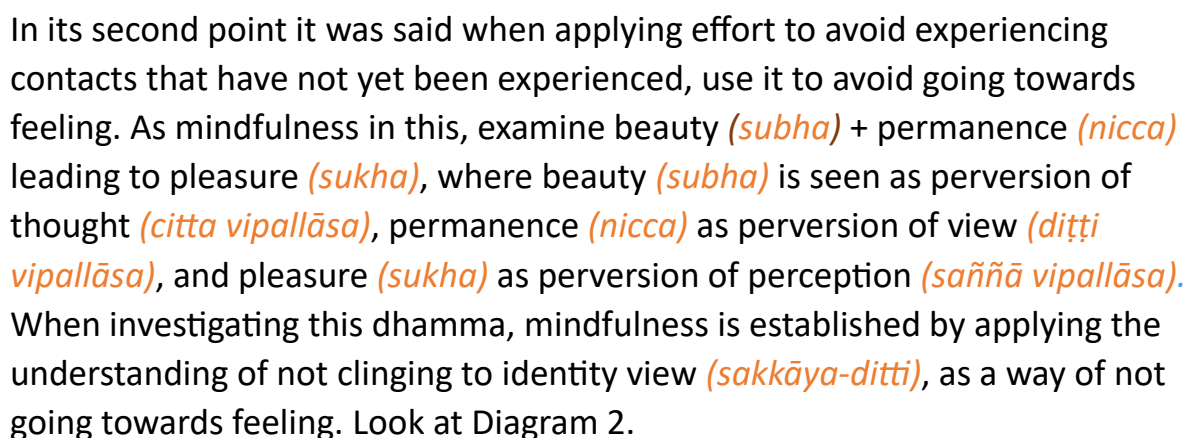 In its second point it was said when applying effort to avoid experiencing
contacts that have not yet been experienced, use it to avoid going towards
feeling. As mindfulness in this, examine beauty (subha) + permanence (nicca)
leading to pleasure (sukha), where beauty (subha) is seen as perversion of
thought (citta vipallāsa), permanence (nicca) as perversion of view (diṭṭi
vipallāsa), and pleasure (sukha) as perversion of perception (saññā vipallāsa).
When investigating this dhamma, mindfulness is established by applying the
understanding of not clinging to identity view (sakkāya-ditti), as a way of not
going towards feeling. Look at Diagram 2.